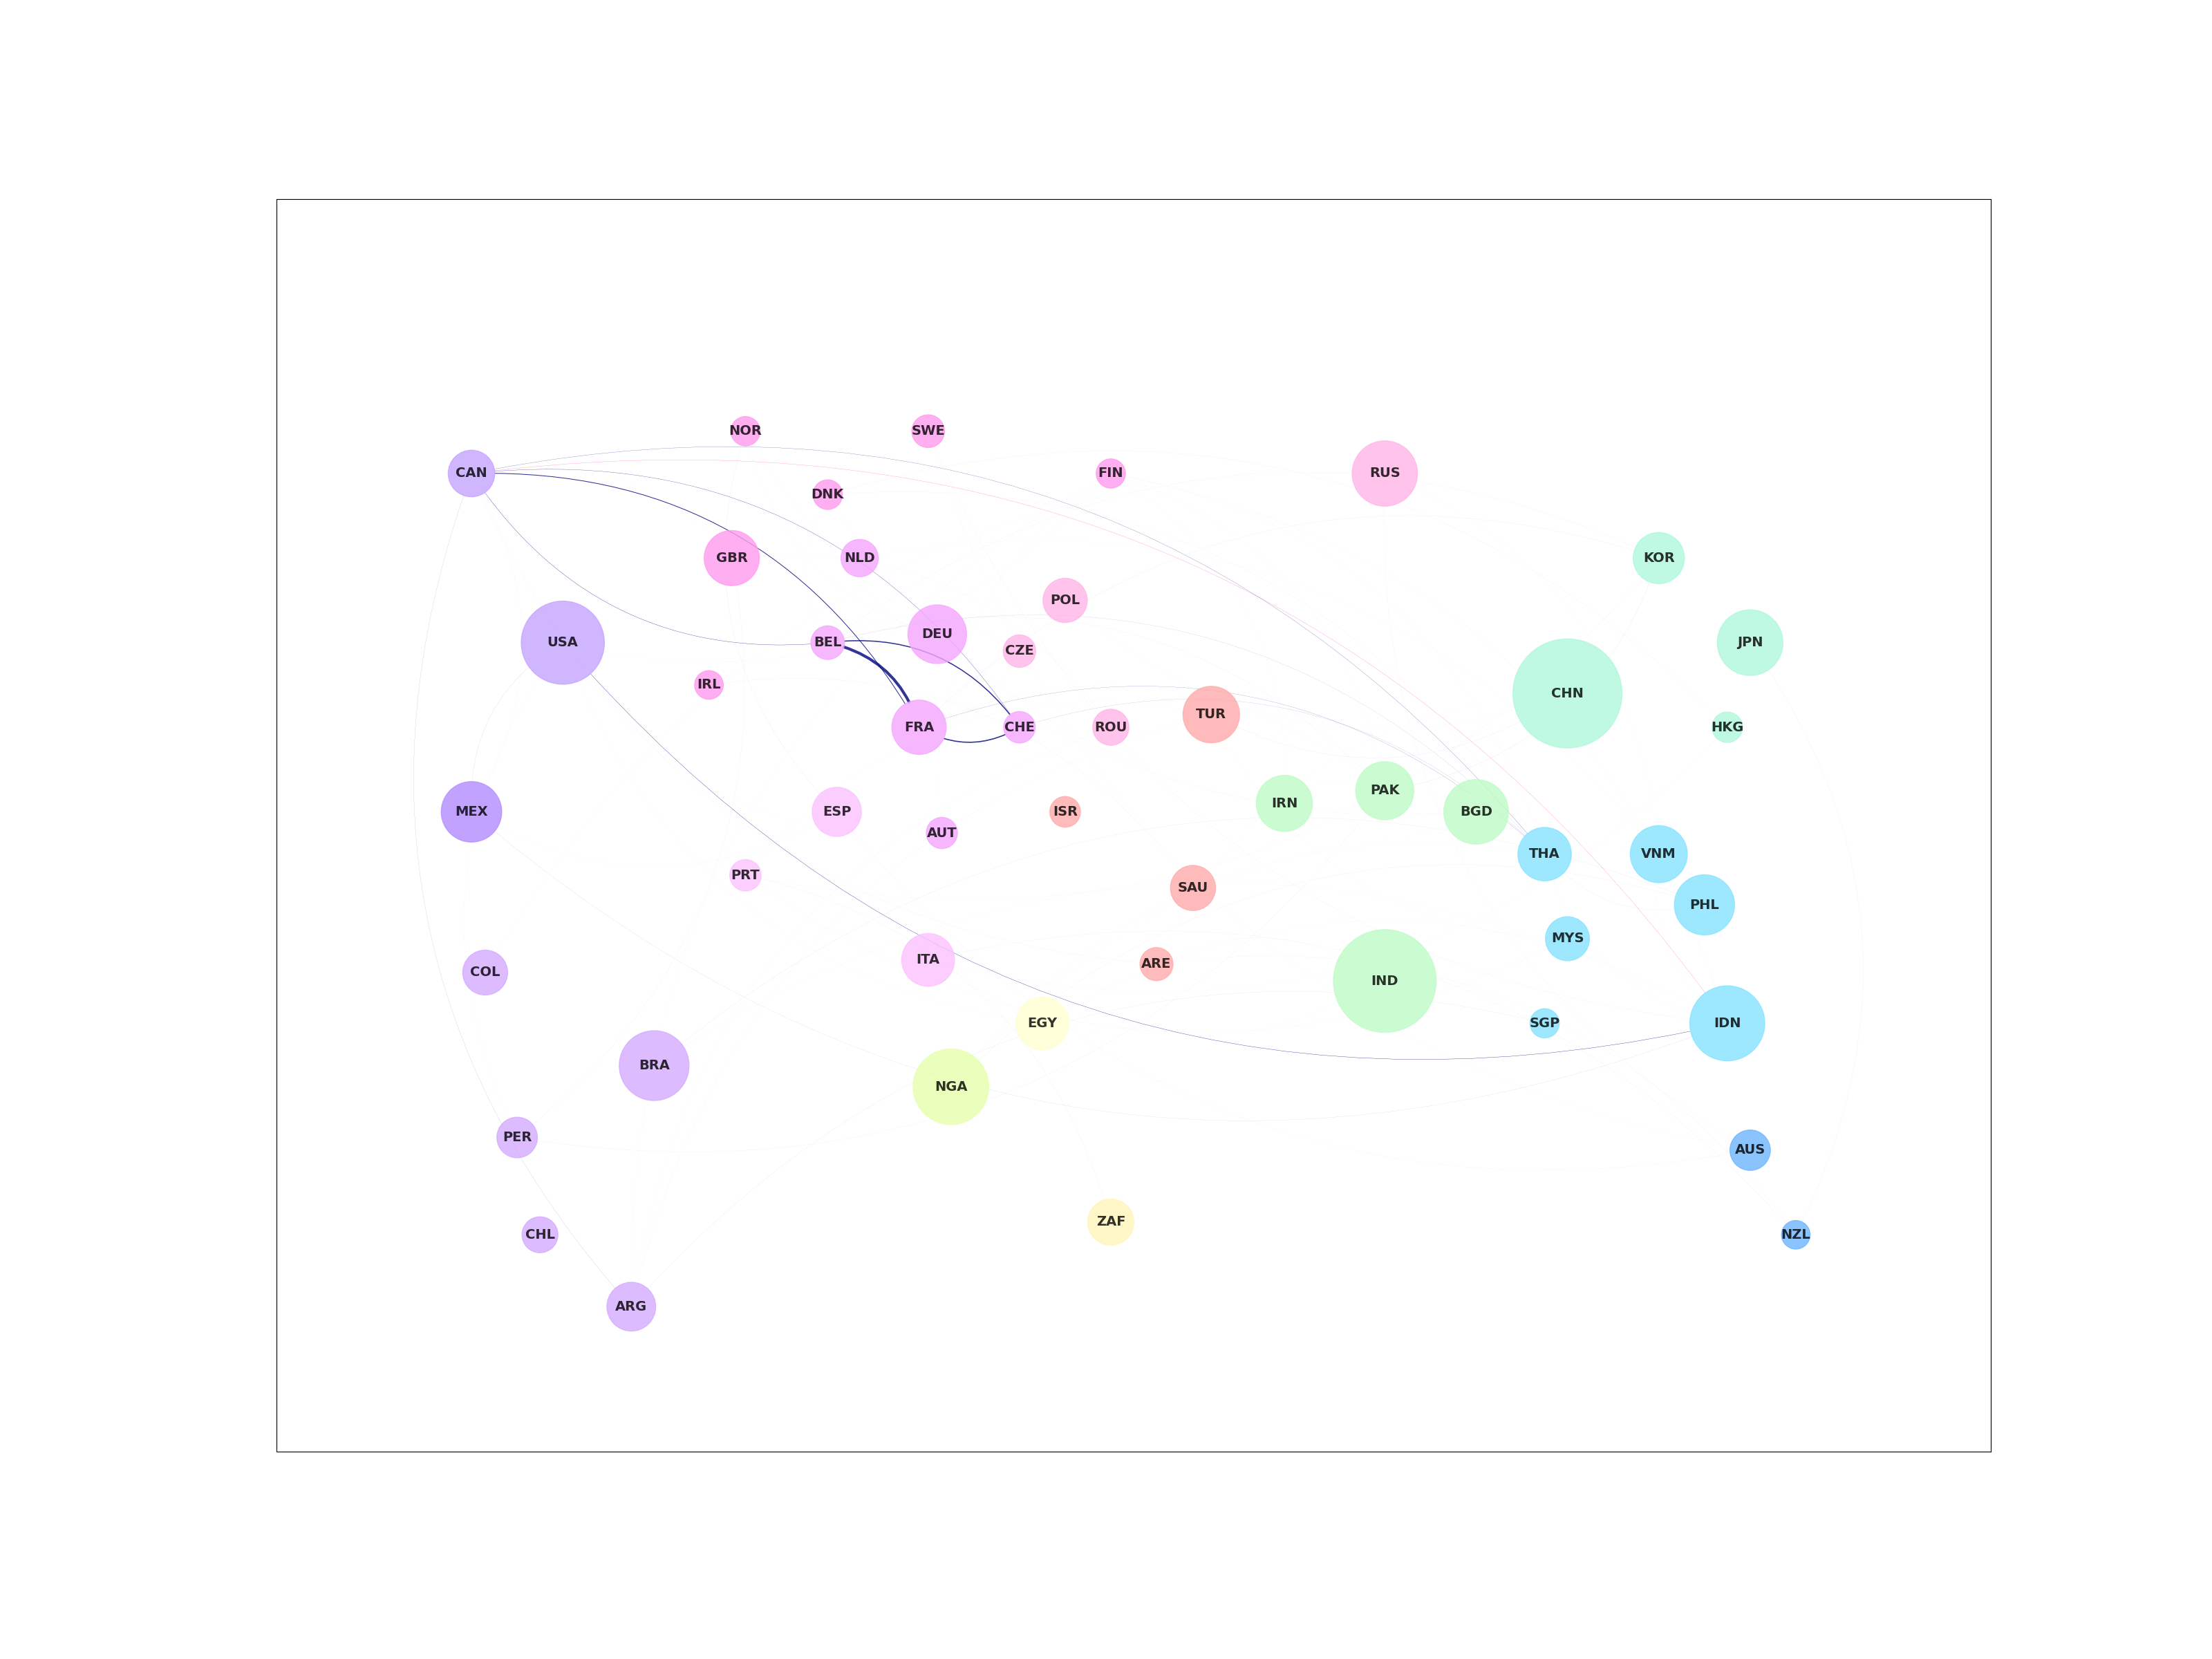 NOR
SWE
CAN
FIN
RUS
DNK
GBR
NLD
KOR
POL
USA
BEL
DEU
CZE
JPN
IRL
CHN
FRA
CHE
ROU
TUR
HKG
MEX
ESP
ISR
IRN
PAK
BGD
AUT
THA
VNM
PRT
SAU
PHL
MYS
COL
ITA
ARE
IND
EGY
SGP
IDN
BRA
NGA
PER
AUS
CHL
ZAF
NZL
ARG